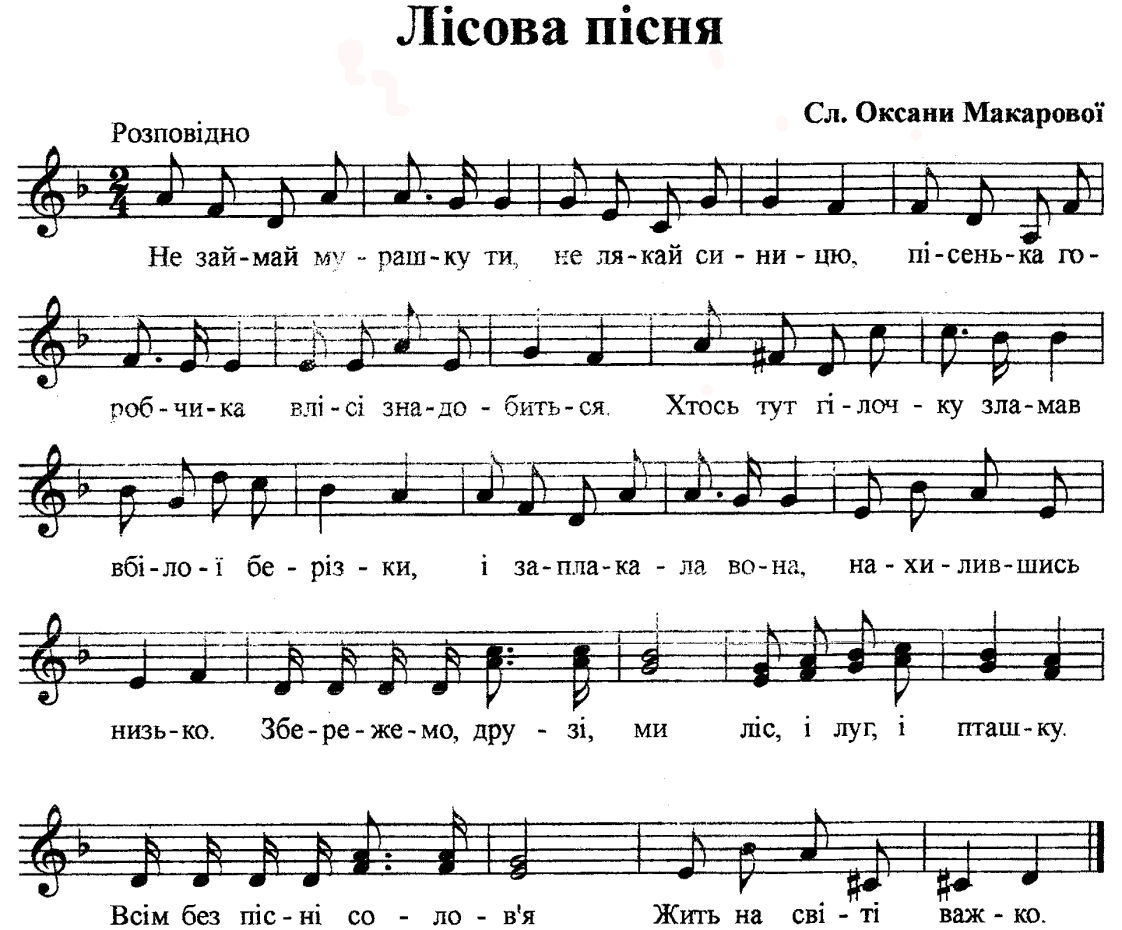 Лісова пісня
Сл. Оксани Макарової
Розповідно
2
4
Не зай-май му - раш-ку ти, не ля-кай си - ни - цю, пі-сень-ка го-
роб-чи-ка влі-сі зна-до - бить-ся. Хтось тут гі-лоч - ку зламав
вбі-ло-ї бе - різ - ки, і за-пла-ка - ла во-на, на-хи-лив-шись
низь-ко. Збе-ре-же-мо, дру - зі, ми ліс, і луг, і пташ-ку.
Всім без піс-ні со - ло - в'я Жить на сві - ті важ - ко.